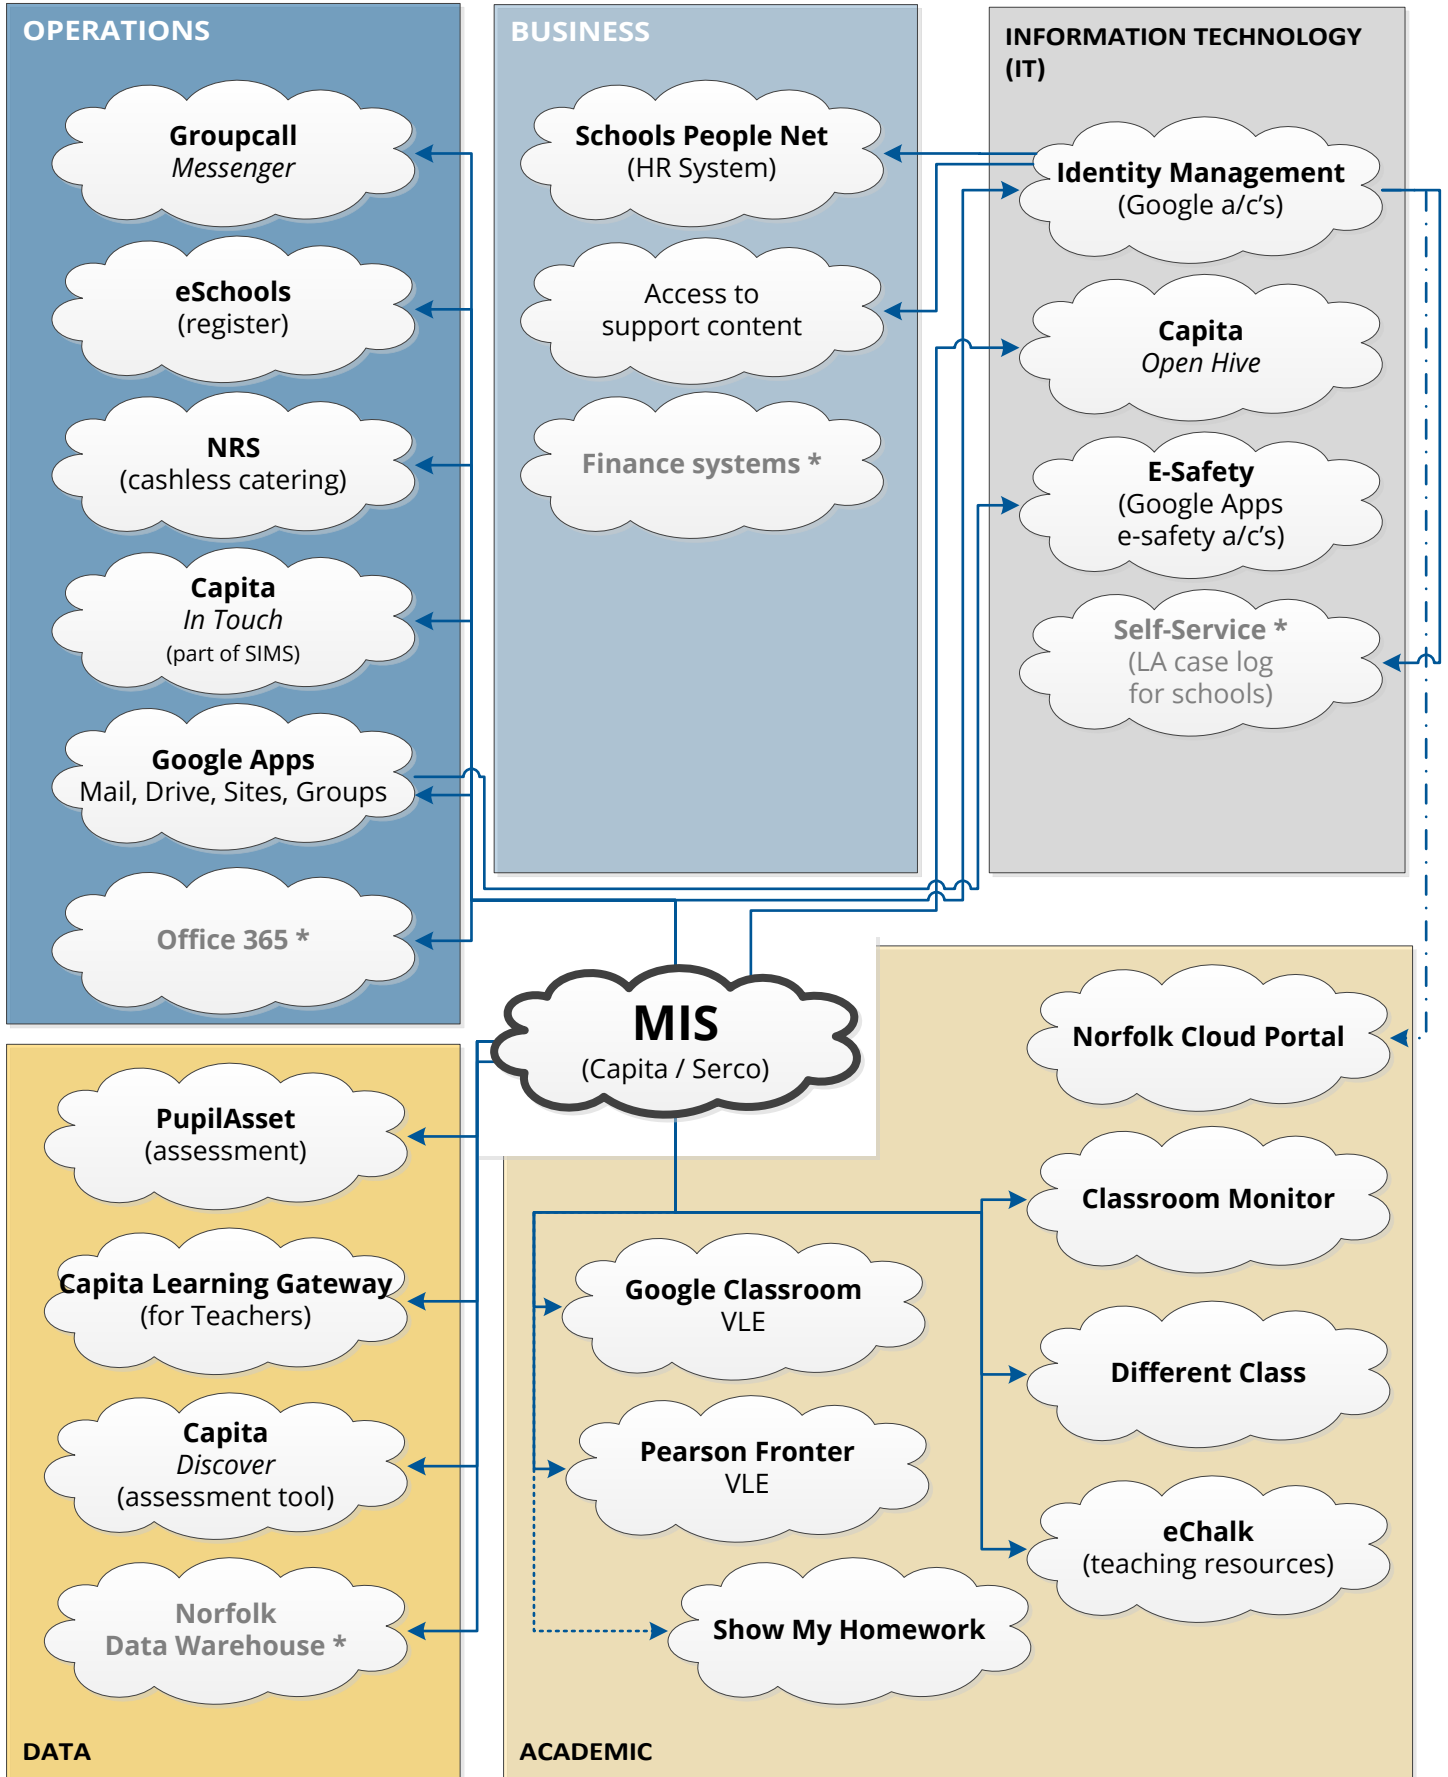 OPERATIONS
Groupcall
Messenger
eSchools
(register)
NRS
(cashless catering)
Capita
In Touch
(part of SIMS)
Google Apps
Mail, Drive, Sites, Groups
Office 365 *
BUSINESS
Schools People Net
(HR System)
Access to
support content
Finance systems *
INFORMATION TECHNOLOGY
(IT)
Identity Management
(Google a/c’s)
Capita
Open Hive
E-Safety
(Google Apps
e-safety a/c’s)
Self-Service *
(LA case log
for schools)
MIS
(Capita / Serco)
PupilAsset
(assessment)
Capita Learning Gateway
(for Teachers)
Capita
Discover
(assessment tool)
Norfolk
Data Warehouse *
DATA
Norfolk Cloud Portal
Classroom Monitor
Google Classroom
VLE
Different Class
Pearson Fronter
VLE
eChalk
(teaching resources)
Show My Homework
ACADEMIC